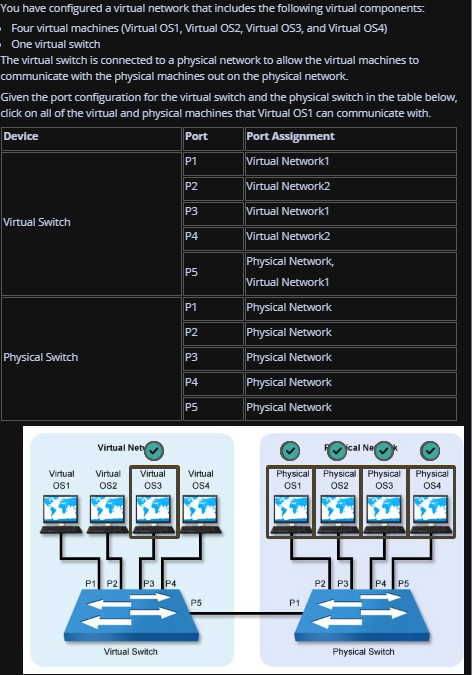 You have configured a virtual network that includes the following virtual components:
• Four virtual machines (Virtual OS1, Virtual OS2, Virtual OS3, and Virtual OS4)
• One virtual switch
The virtual switch is connected to a physical network to allow the virtual machines to
communicate with the physical machines out on the physical network.
Given the port configuration for the virtual switch and the physical switch in the table below,
click on all of the virtual and physical machines that Virtual OS1 can communicate with.
Device Port Port Assignment
Virtual Switch
P1 Virtual Network1
P2 Virtual Network2
P3 Virtual Network1
P4 Virtual Network2
P5 Physical Network,
Virtual Network1
Physical Switch
P1 Physical Network
P2 Physical Network
P3 Physical Network
P4 Physical Network
P5 Physical Network
Virtual
Virtual OS1
Virtual OS2
Virtual OS3
Virtual OS4
P1 P2 P3 P4
P5
Virtual Switch
Physical OS1
Physical OS2
Physical OS3
Physical OS4
P2 P3 P4 P5
P1
Physical Switch